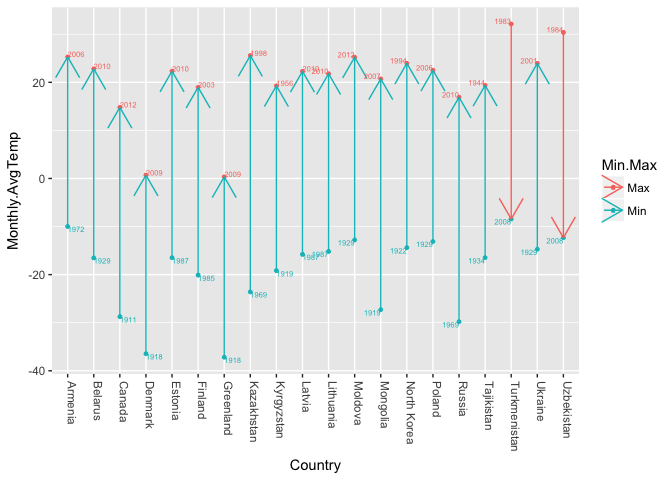 1983
1984
2006
2010
2012
2009
2010
2003
2009
1998
1956
2010
2010
2012
2007
1994
2006
2010
1944
2001
20
0
-20
-40
Monthly.AvgTemp
1972
1929
1911
1918
1987
1985
1918
1969
1919
1987
1987
1929
1919
1922
1929
1969
1934
2008
1929
2008
Armenia
Belarus
Canada
Denmark
Estonia
Finland
Greenland
Kazakhstan
Kyrgyzstan
Latvia
Lithuania
Moldova
Mongolia
North Korea
Poland
Russia
Tajikistan
Turkmenistan
Ukraine
Uzbekistan
Country
Min.Max
Max
Min